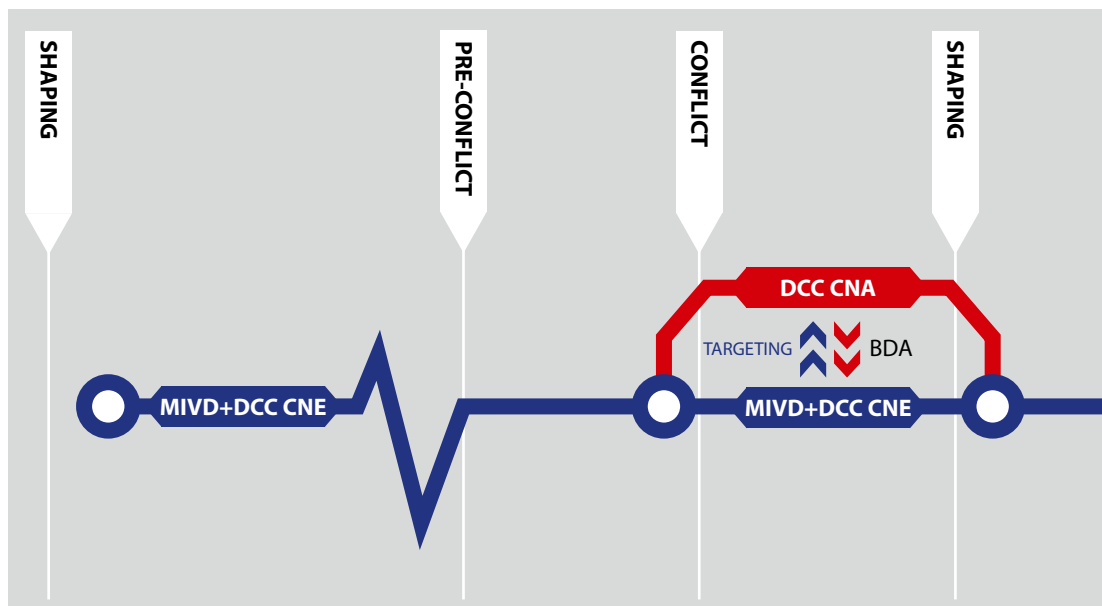 SHAPING
PRE-CONFLICT
CONFLICT
SHAPING
DCC CNA
TARGETING
BDA
MIVD+DCC CNE
MIVD+DCC CNE